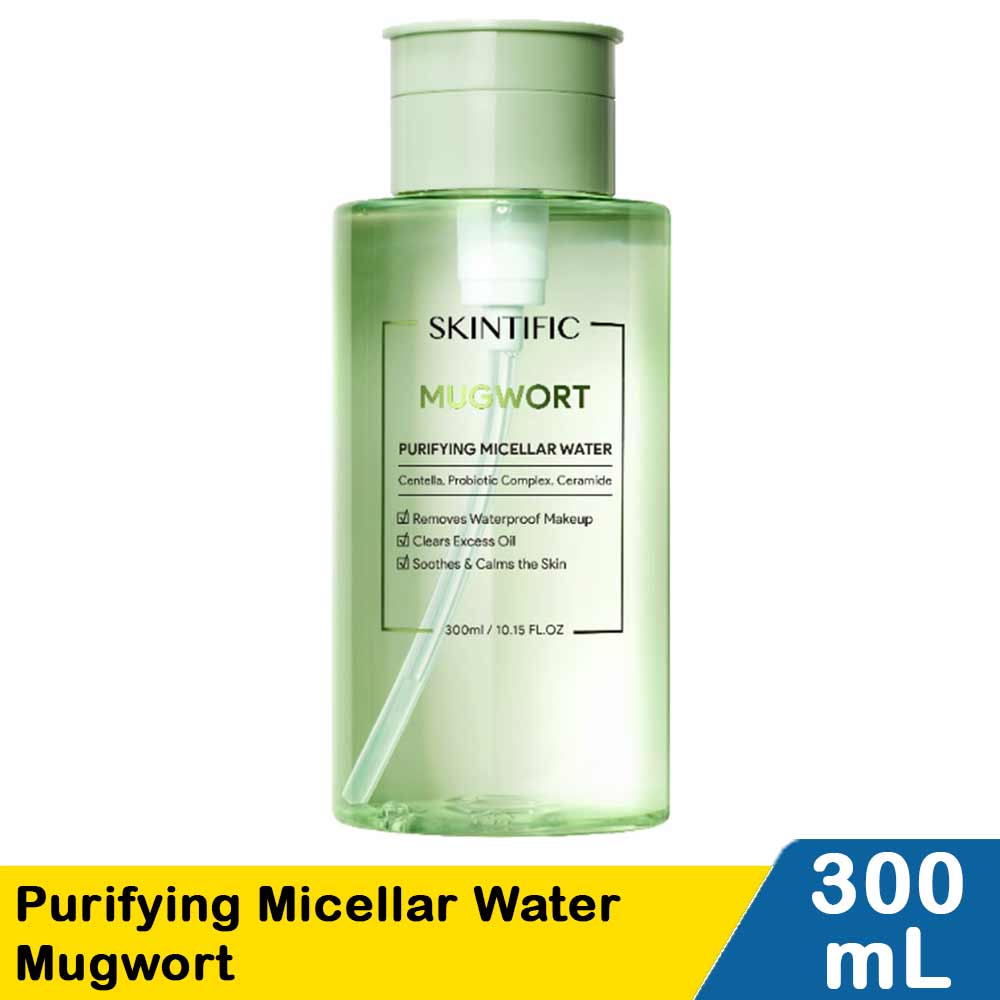 SKINTIFIC
MUGWORT
PURIFYING MICELLAR WATER
Centella, Probiotic Complex, Ceramide
Removes Waterproof Makeup
Clears Excess Oil
Soothes & Calms the Skin
300ml / 10.15 FL.OZ
Purifying Micellar Water
Mugwort
300
mL